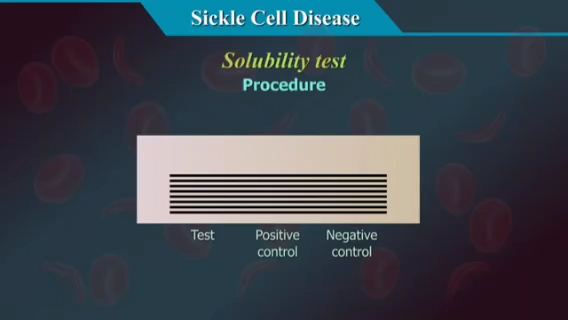 Sickle Cell Disease
Solubility test
Procedure
Test
Positive control
Negative control